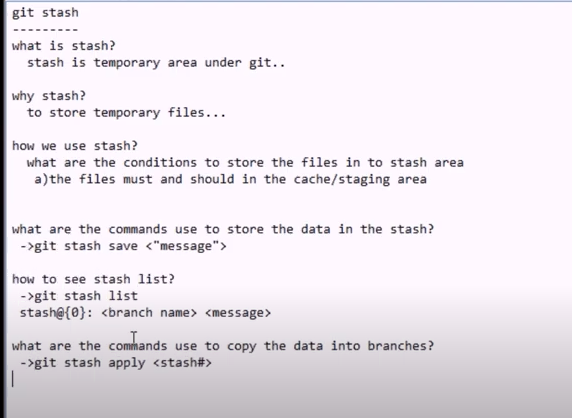 git stash
---------
what is stash?
stash is temporary area under git..
why stash?
to store temporary files...
how we use stash?
what are the conditions to store the files in to stash area
a)the files must and should in the cache/staging area
what are the commands use to store the data in the stash?
->git stash save <"message">
how to see stash list?
->git stash list
stash@{0}: <branch name> <message>
what are the commands use to copy the data into branches?
->git stash apply <stash#>